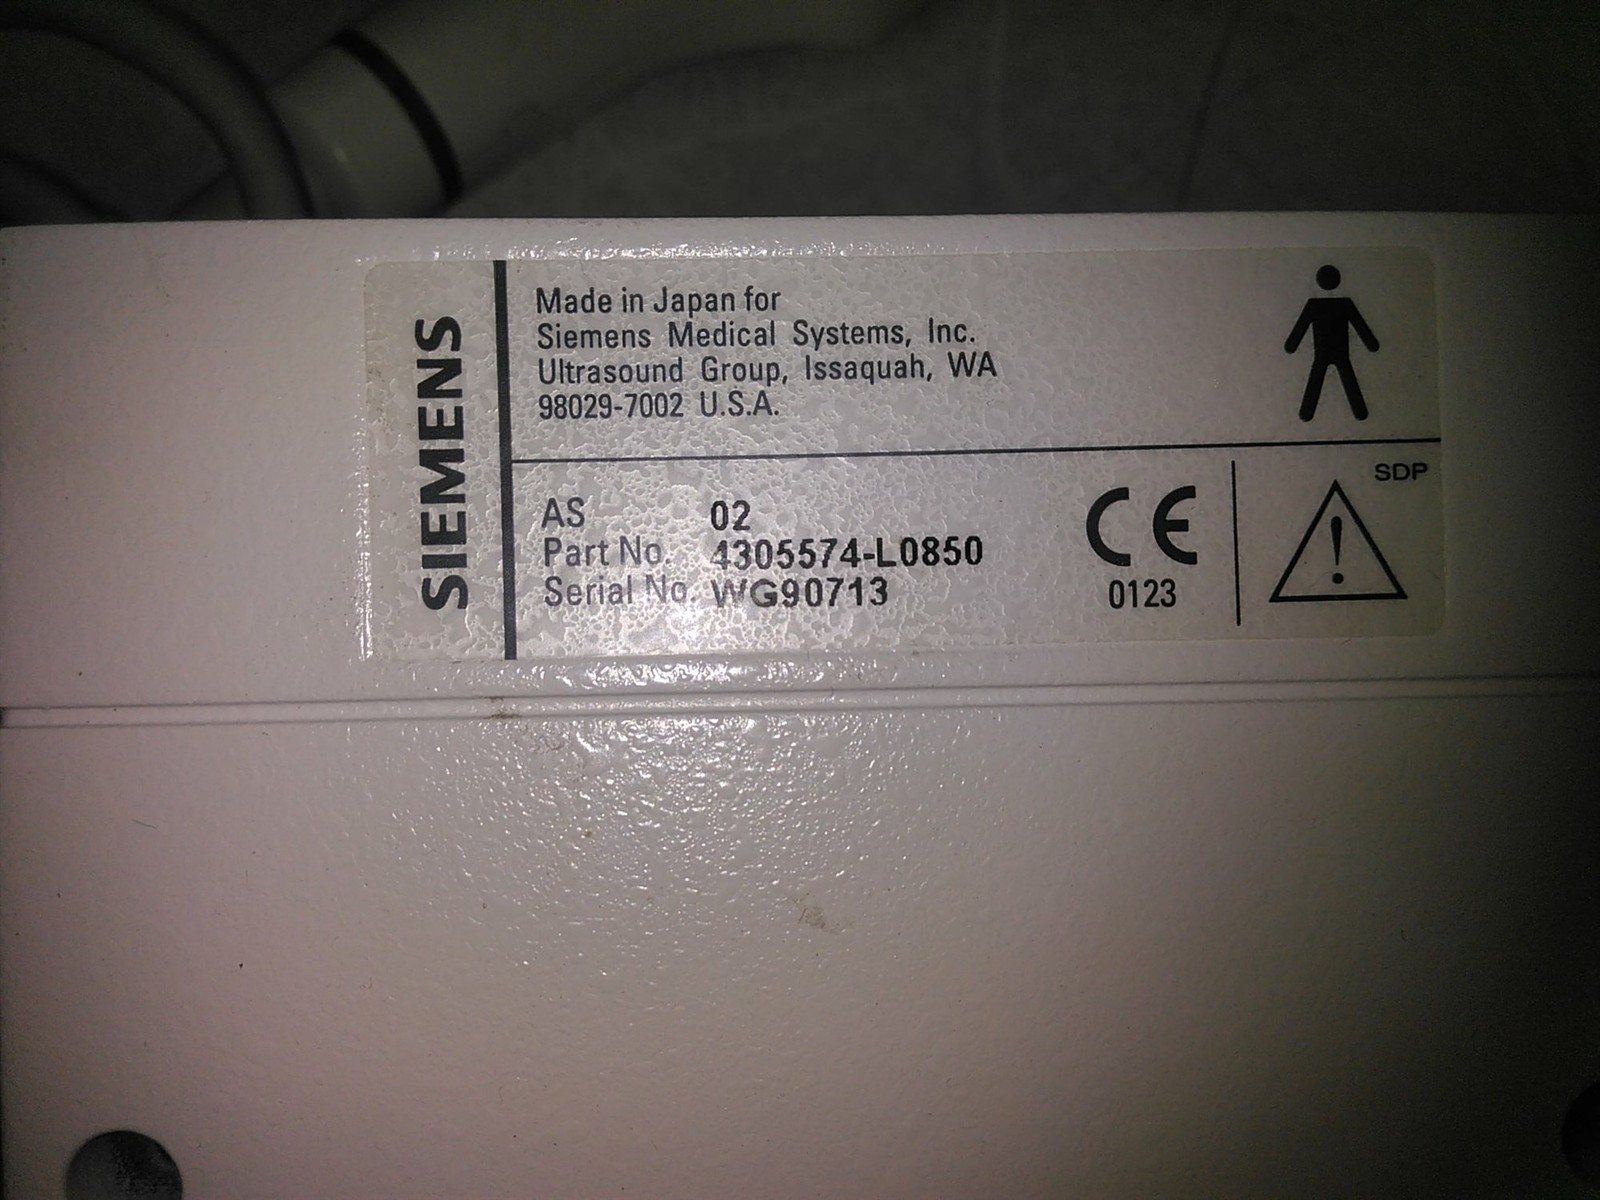 SIEMENS
Made in Japan for
Siemens Medical Systems, Inc.
Ultrasound Group, Issaquah, WA
98029-7002 U.S.A.
AS 02
Part No. 4305574-L0850
Serial No. WG90713
CE
0123
SDP
!